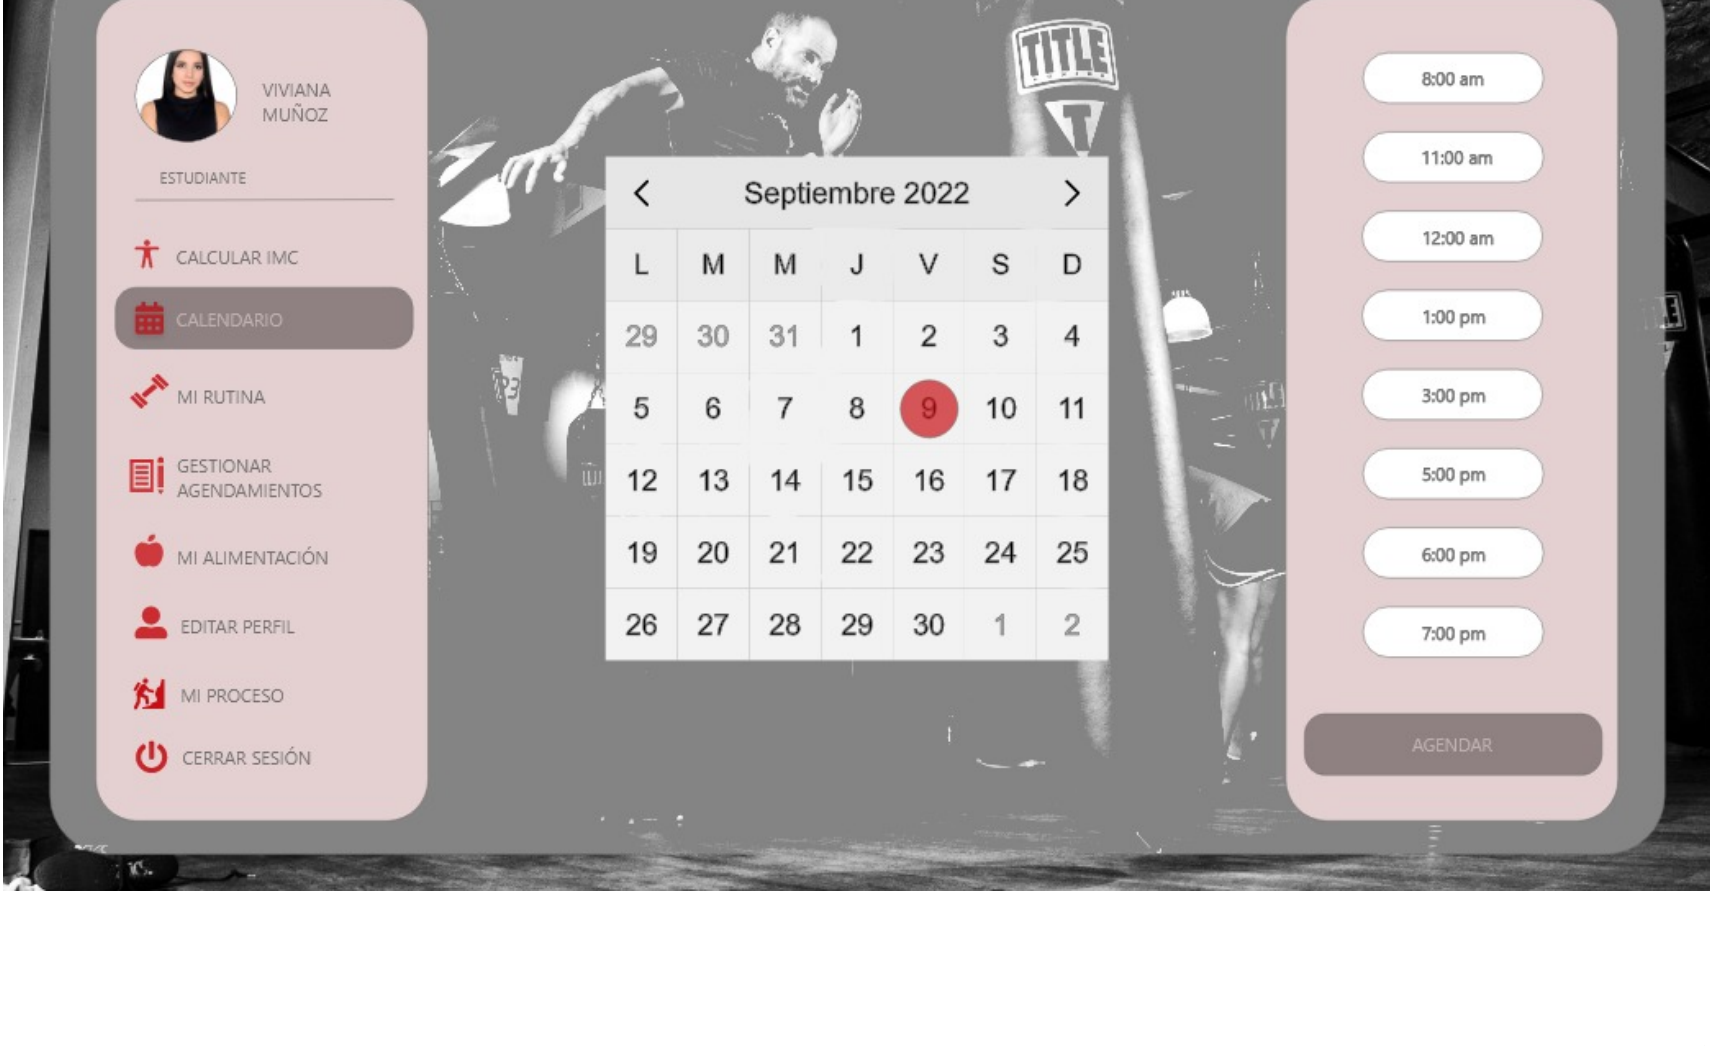 VIVIANA
MUÑOZ
ESTUDIANTE
CALCULAR IMC
CALENDARIO
MI RUTINA
GESTIONAR
AGENDAMIENTOS
MI ALIMENTACIÓN
EDITAR PERFIL
MI PROCESO
CERRAR SESIÓN
TITLE
T
23
Septiembre 2022
L M M J V S D
29 30 31 1 2 3 4
5 6 7 8 9 10 11
12 13 14 15 16 17 18
19 20 21 22 23 24 25
26 27 28 29 30 1 2
8:00 am
11:00 am
12:00 am
1:00 pm
3:00 pm
5:00 pm
6:00 pm
7:00 pm
AGENDAR